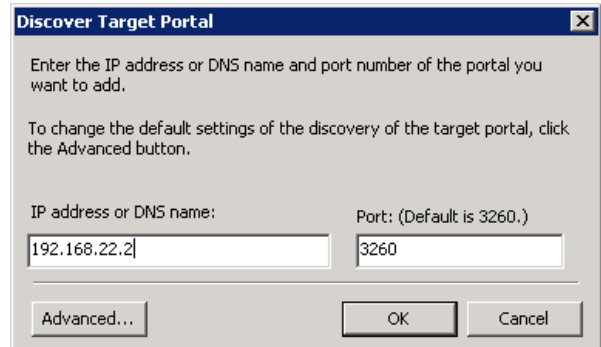 Discover Target Portal
Enter the IP address or DNS name and port number of the portal you
want to add.
To change the default settings of the discovery of the target portal, click
the Advanced button.
IP address or DNS name:
Port: (Default is 3260.)
192.168.22.2
3260
Advanced...
OK
Cancel